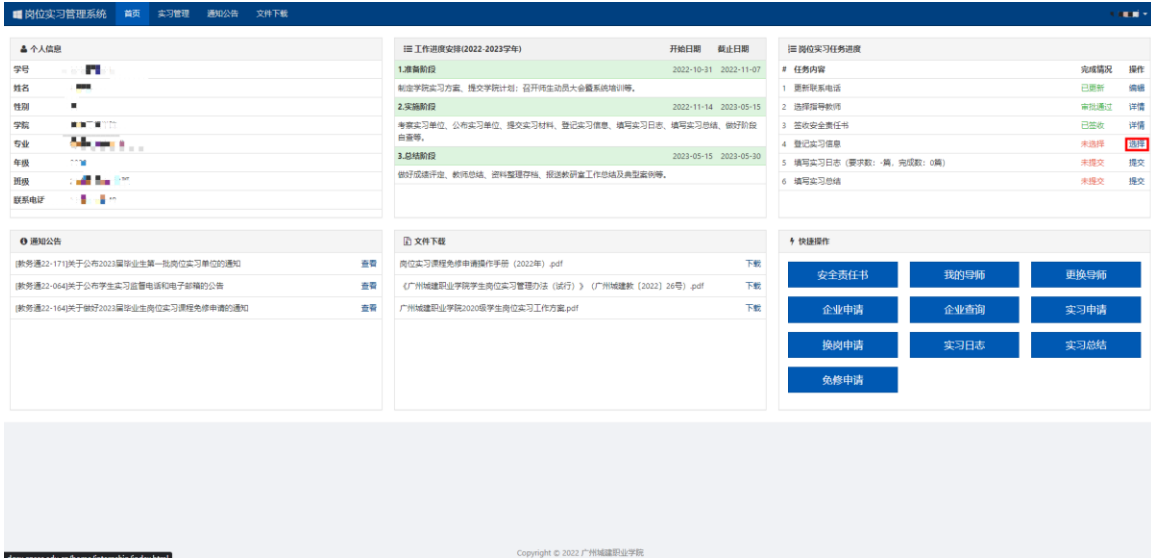 岗位实习管理系统 首页 实习管理 通知公告 文件下载
个人信息
学号
姓名
性别
学院
专业
年级
班级
联系电话
工作进度安排(2022-2023学年) 开始日期 截止日期
1.准备阶段 2022-10-31 2022-11-07
制定学院实习方案、提交学院计划；召开师生动员大会暨系统培训等。
2.实施阶段 2022-11-14 2023-05-15
考察实习单位、公布实习单位、提交实习材料、登记实习信息、填写实习日志、填写实习总结、做好阶段
自查等。
3.总结阶段 2023-05-15 2023-05-30
做好成绩评定、教师总结、资料整理存档、报送教研室工作总结及典型案例等。
岗位实习任务进度
# 任务内容 完成情况 操作
1 更新联系电话 已更新 编辑
2 选择指导教师 审批通过 详情
3 签收安全责任书 已签收 详情
4 登记实习信息 未选择 选择
5 填写实习日志（要求数：-篇，完成数：0篇） 未提交 提交
6 填写实习总结 未提交 提交
通知公告
[教务通22-171]关于公布2023届毕业生第一批岗位实习单位的通知 查看
[教务通22-064]关于公布学生实习监督电话和电子邮箱的公告 查看
[教务通22-164]关于做好2023届毕业生岗位实习课程免修申请的通知 查看
文件下载
岗位实习课程免修申请操作手册（2022年）.pdf 下载
《广州城建职业学院学生岗位实习管理办法（试行）》（广州城建教〔2022〕26号）.pdf 下载
广州城建职业学院2020级学生岗位实习工作方案.pdf 下载
快捷操作
安全责任书 我的导师 更换导师
企业申请 企业查询 实习申请
换岗申请 实习日志 实习总结
免修申请
Copyright © 2022 广州城建职业学院